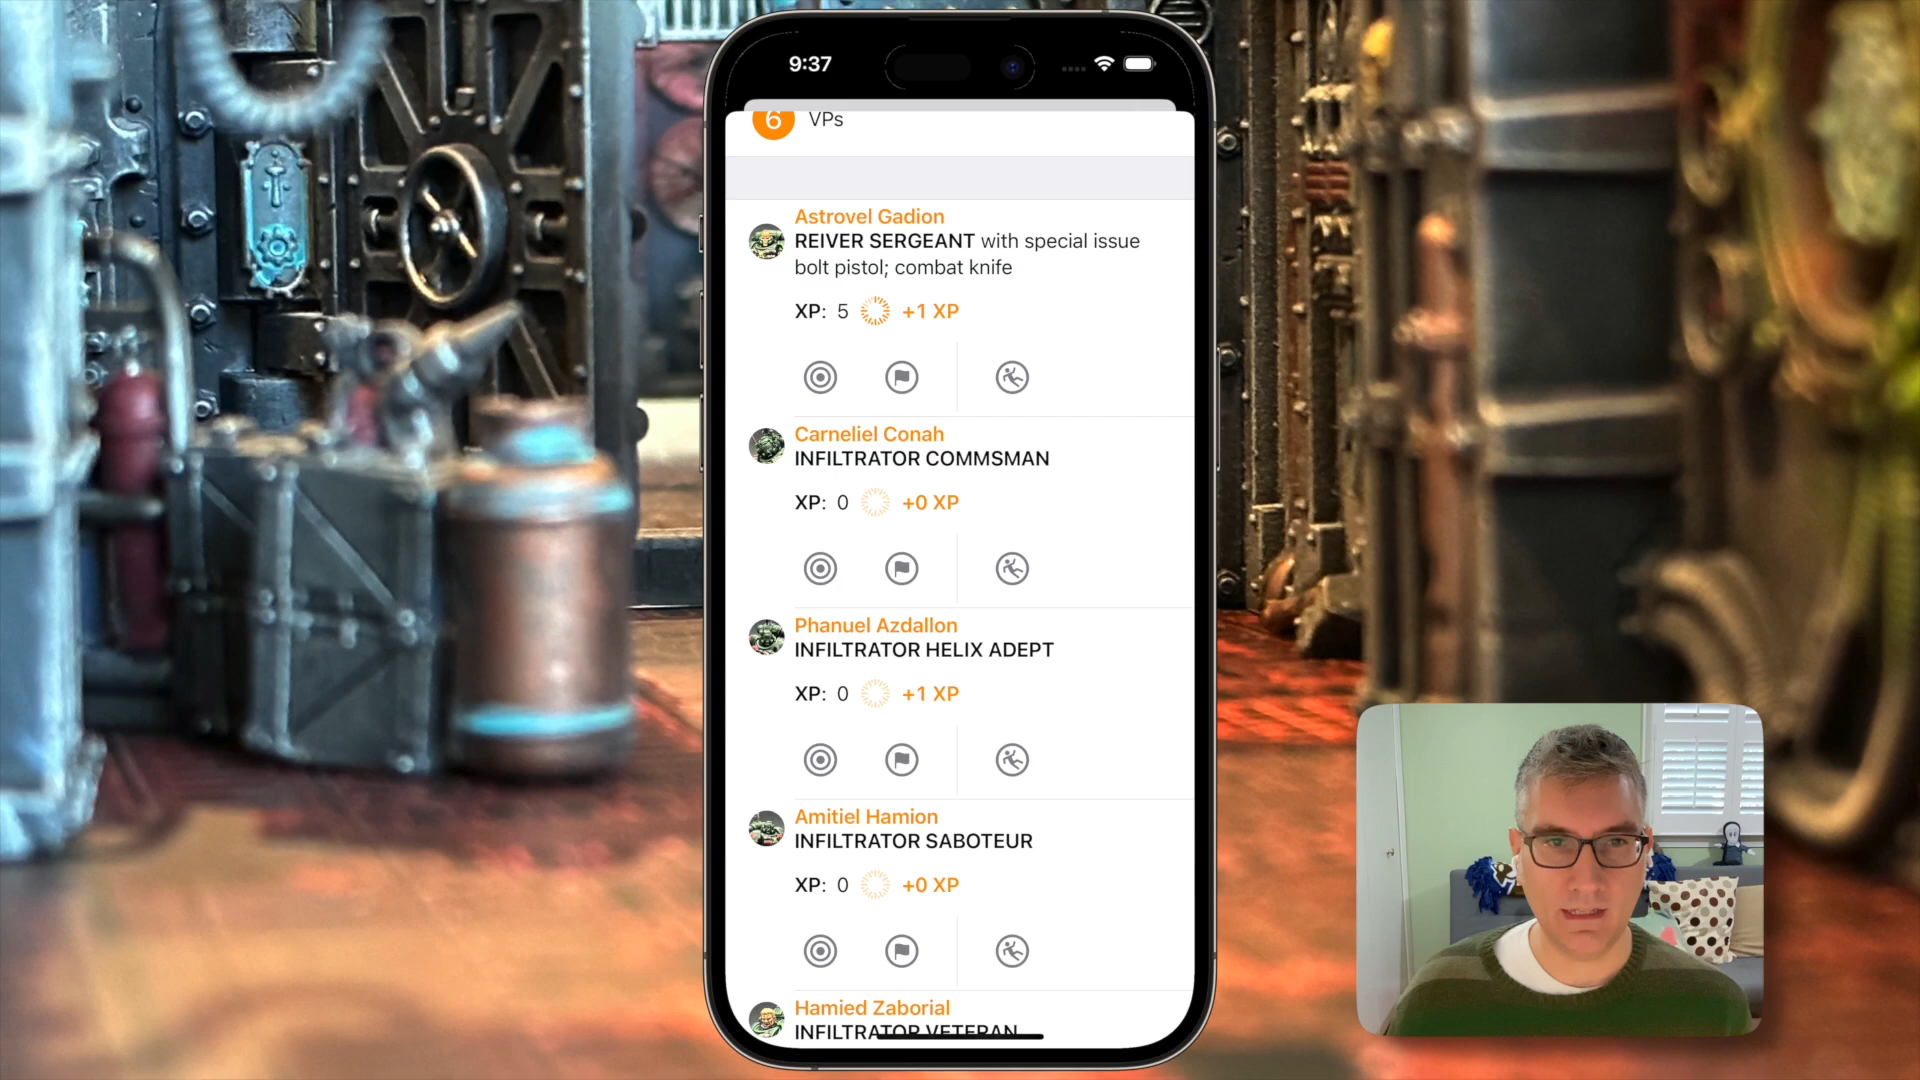 9:37
6 VPs
Astrovel Gadion
REIVER SERGEANT with special issue
bolt pistol; combat knife
XP: 5 +1 XP
Carneliel Conah
INFILTRATOR COMMSMAN
XP: 0 +0 XP
Phanuel Azdallon
INFILTRATOR HELIX ADEPT
XP: 0 +1 XP
Amitiel Hamion
INFILTRATOR SABOTEUR
XP: 0 +0 XP
Hamied Zaborial
INFILTRATOR VETERAN